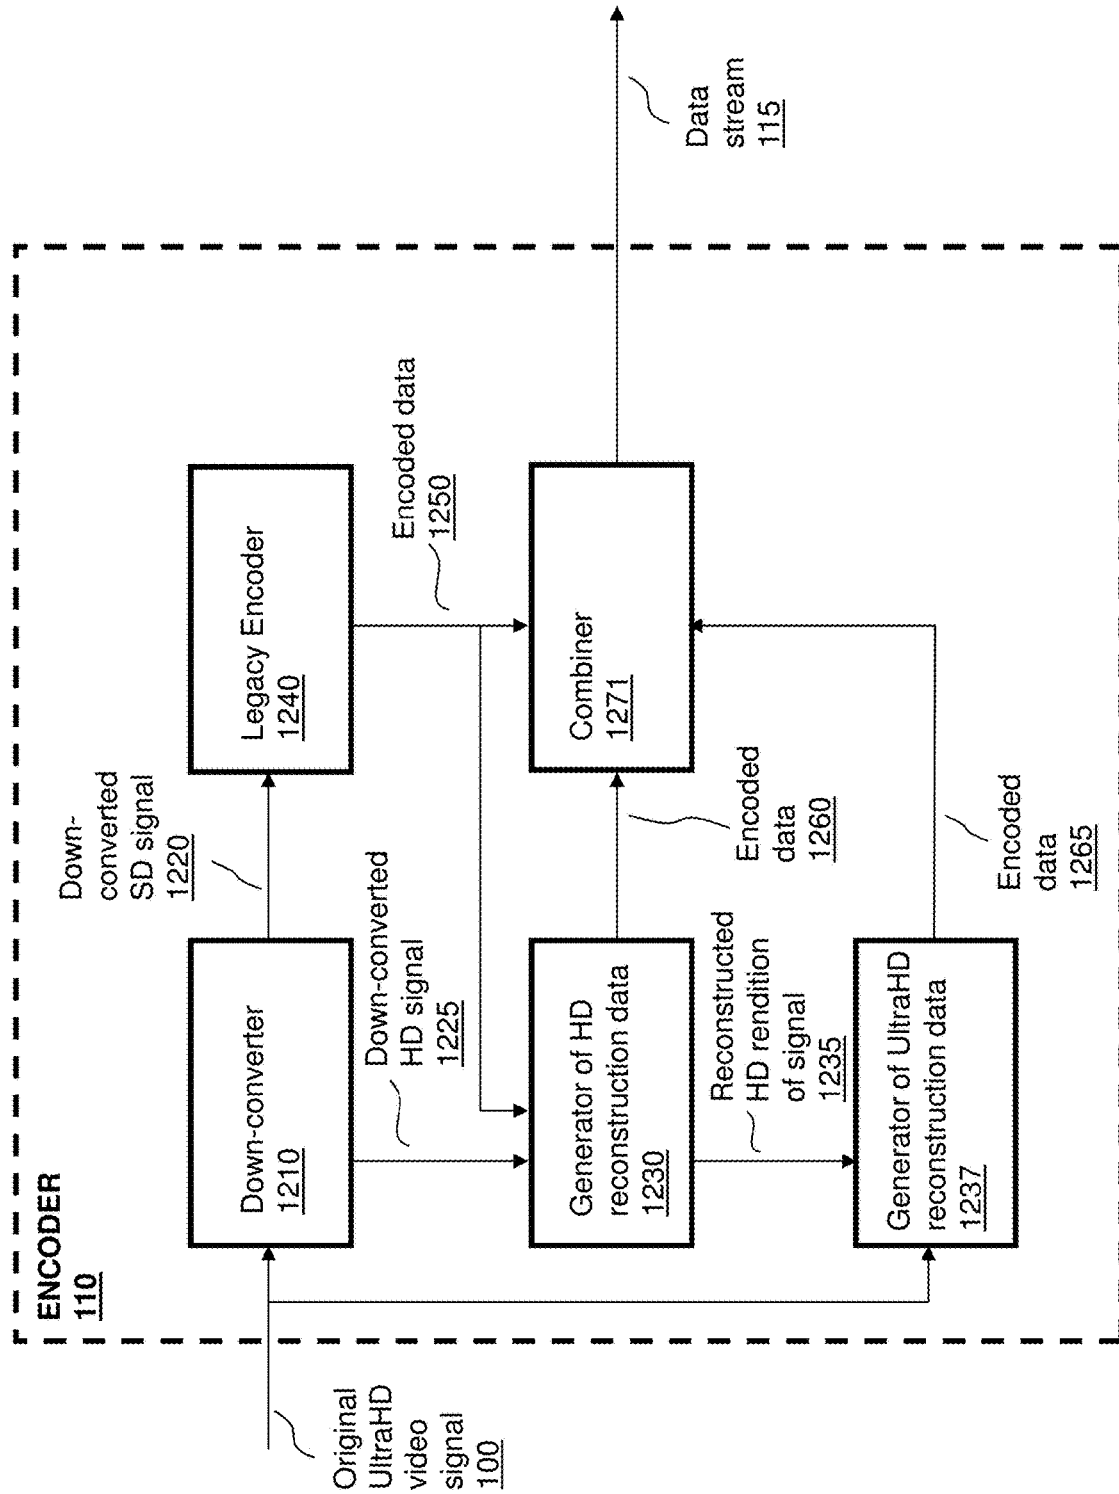 ENCODER
110
Original
UltraHD
video
signal
100
Down-converter
1210
Down-
converted
SD signal
1220
Legacy Encoder
1240
Down-converted
HD signal
1225
Encoded data
1250
Generator of HD
reconstruction data
1230
Encoded
data
1260
Combiner
1271
Data
stream
115
Reconstructed
HD rendition
of signal
1235
Generator of UltraHD
reconstruction data
1237
Encoded
data
1265